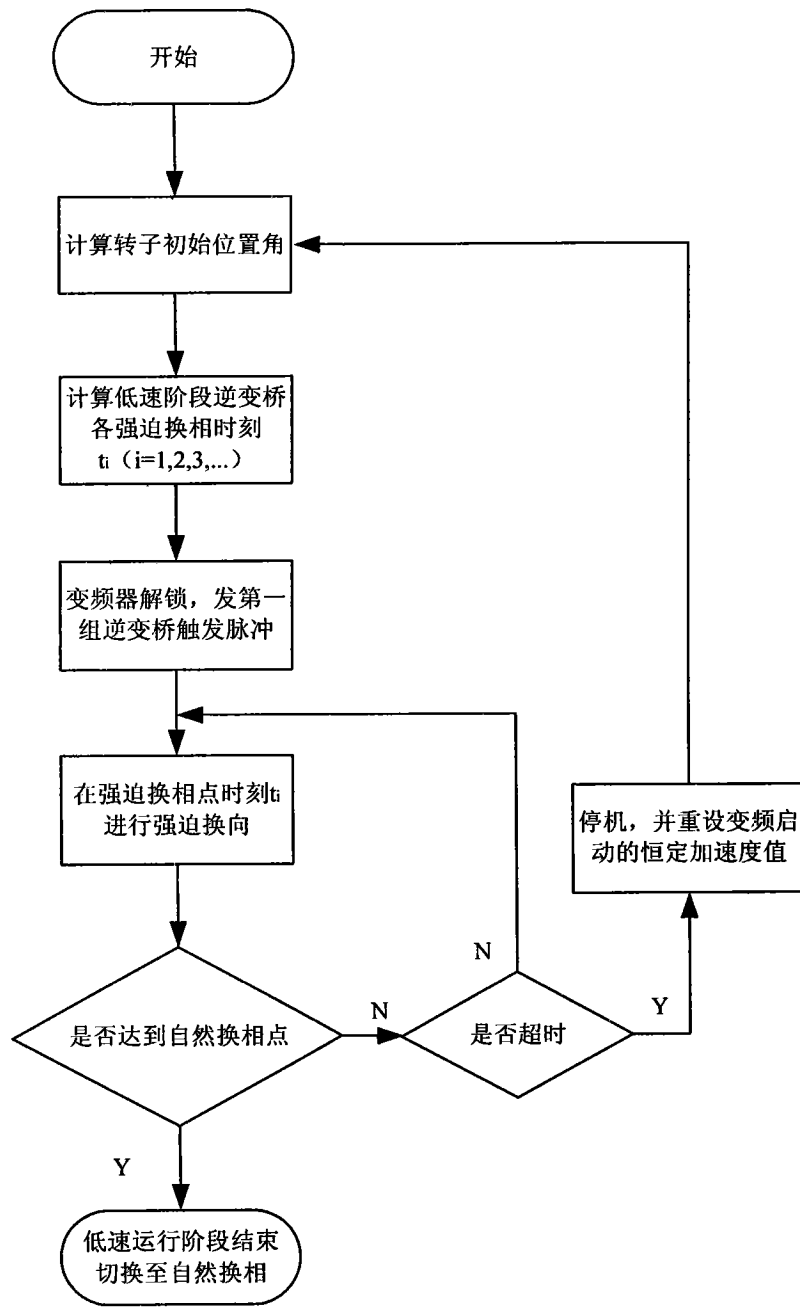 开始
计算转子初始位置角
计算低速阶段逆变桥
各强迫换相时刻
ti（i=1,2,3,...）
变频器解锁，发第一
组逆变桥触发脉冲
在强迫换相点时刻ti
进行强迫换向
停机，并重设变频启
动的恒定加速度值
是否达到自然换相点
N
是否超时
N
Y
Y
低速运行阶段结束
切换至自然换相